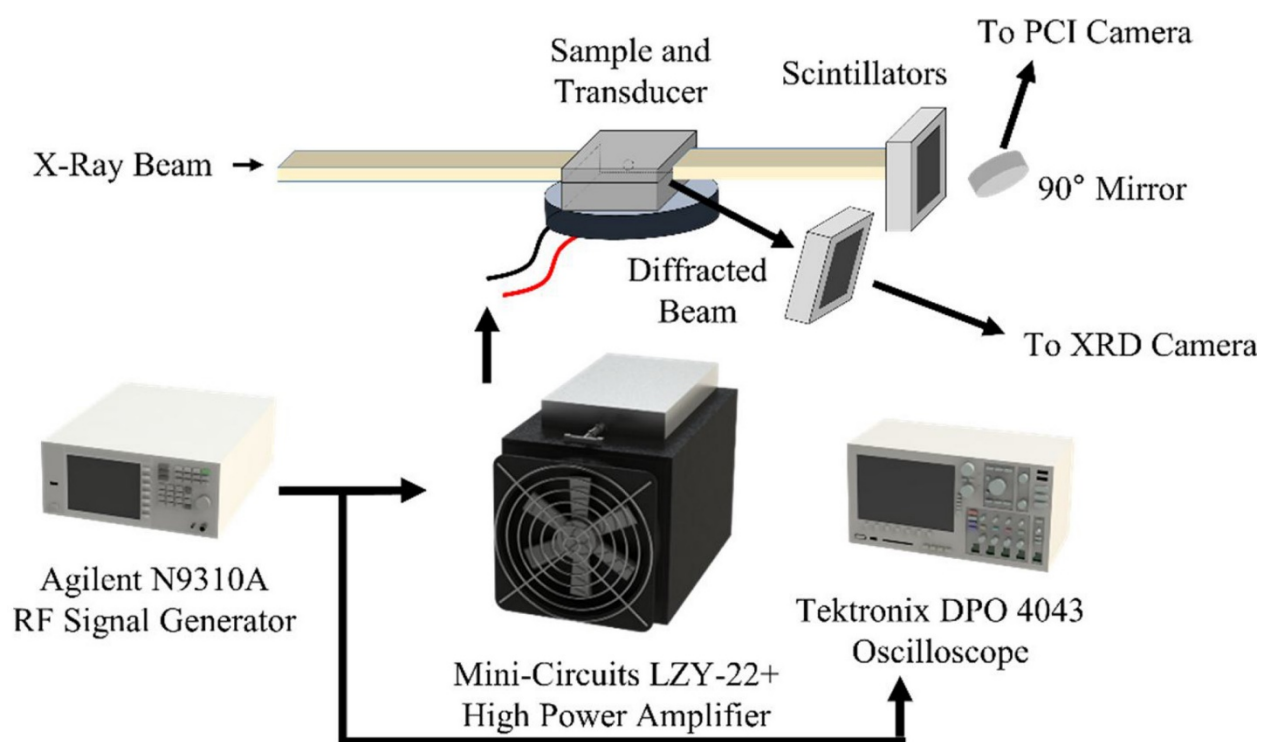 To PCI Camera
Sample and
Transducer
Scintillators
X-Ray Beam
90° Mirror
Diffracted
Beam
To XRD Camera
Agilent N9310A
RF Signal Generator
Tektronix DPO 4043
Oscilloscope
Mini-Circuits LZY-22+
High Power Amplifier